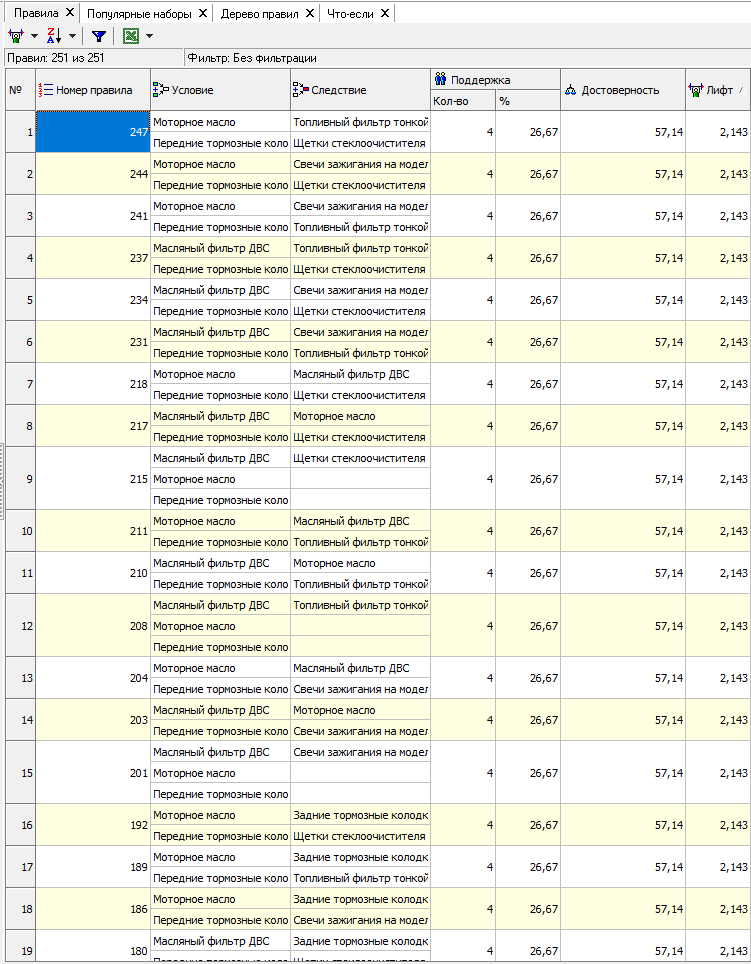 Правила Популярные наборы Дерево правил Что-если
Правил: 251 из 251 Фильтр: Без фильтрации
№ Номер правила Условие Следствие Поддержка Достоверность Лифт
Кол-во %
1 247 Моторное масло Топливный фильтр тонкой 4 26,67 57,14 2,143
Передние тормозные коло Щетки стеклоочистителя
2 244 Моторное масло Свечи зажигания на модел 4 26,67 57,14 2,143
Передние тормозные коло Щетки стеклоочистителя
3 241 Моторное масло Свечи зажигания на модел 4 26,67 57,14 2,143
Передние тормозные коло Топливный фильтр тонкой
4 237 Масляный фильтр ДВС Топливный фильтр тонкой 4 26,67 57,14 2,143
Передние тормозные коло Щетки стеклоочистителя
5 234 Масляный фильтр ДВС Свечи зажигания на модел 4 26,67 57,14 2,143
Передние тормозные коло Щетки стеклоочистителя
6 231 Масляный фильтр ДВС Свечи зажигания на модел 4 26,67 57,14 2,143
Передние тормозные коло Топливный фильтр тонкой
7 218 Моторное масло Масляный фильтр ДВС 4 26,67 57,14 2,143
Передние тормозные коло Щетки стеклоочистителя
8 217 Масляный фильтр ДВС Моторное масло 4 26,67 57,14 2,143
Передние тормозные коло Щетки стеклоочистителя
9 215 Масляный фильтр ДВС Щетки стеклоочистителя 4 26,67 57,14 2,143
Моторное масло
Передние тормозные коло
10 211 Моторное масло Масляный фильтр ДВС 4 26,67 57,14 2,143
Передние тормозные коло Топливный фильтр тонкой
11 210 Масляный фильтр ДВС Моторное масло 4 26,67 57,14 2,143
Передние тормозные коло Топливный фильтр тонкой
12 208 Масляный фильтр ДВС Топливный фильтр тонкой 4 26,67 57,14 2,143
Моторное масло
Передние тормозные коло
13 204 Моторное масло Масляный фильтр ДВС 4 26,67 57,14 2,143
Передние тормозные коло Свечи зажигания на модел
14 203 Масляный фильтр ДВС Моторное масло 4 26,67 57,14 2,143
Передние тормозные коло Свечи зажигания на модел
15 201 Масляный фильтр ДВС Свечи зажигания на модел 4 26,67 57,14 2,143
Моторное масло
Передние тормозные коло
16 192 Моторное масло Задние тормозные колодк 4 26,67 57,14 2,143
Передние тормозные коло Щетки стеклоочистителя
17 189 Моторное масло Задние тормозные колодк 4 26,67 57,14 2,143
Передние тормозные коло Топливный фильтр тонкой
18 186 Моторное масло Задние тормозные колодк 4 26,67 57,14 2,143
Передние тормозные коло Свечи зажигания на модел
19 180 Масляный фильтр ДВС Задние тормозные колодк 4 26,67 57,14 2,143